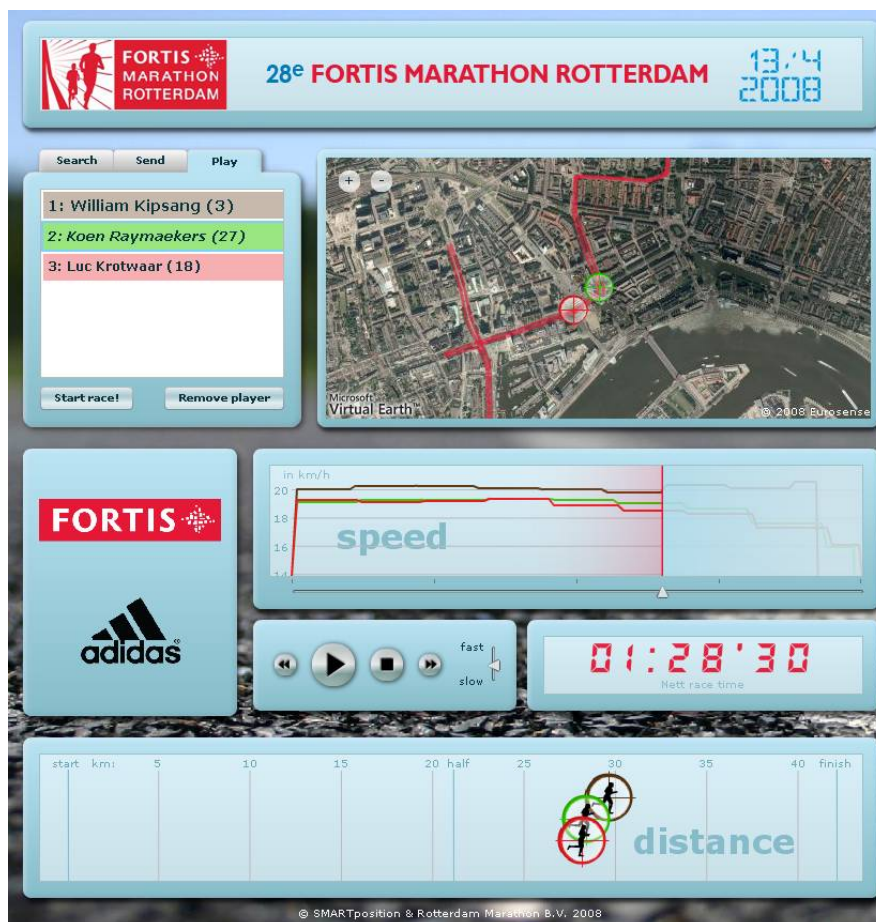 FORTIS
MARATHON
ROTTERDAM
28e FORTIS MARATHON ROTTERDAM
13/4
2008
Search Send Play
1: William Kipsang (3)
2: Koen Raymaekers (27)
3: Luc Krotwaar (18)
Start race! Remove player
+ -
Microsoft
Virtual Earth™
© 2008 Eurosense
in km/h
20
18
16
14
speed
FORTIS
adidas®
fast
slow
01:28'30
Nett race time
start km: 5 10 15 20 half 25 30 35 40 finish
distance
© SMARTposition & Rotterdam Marathon B.V. 2008